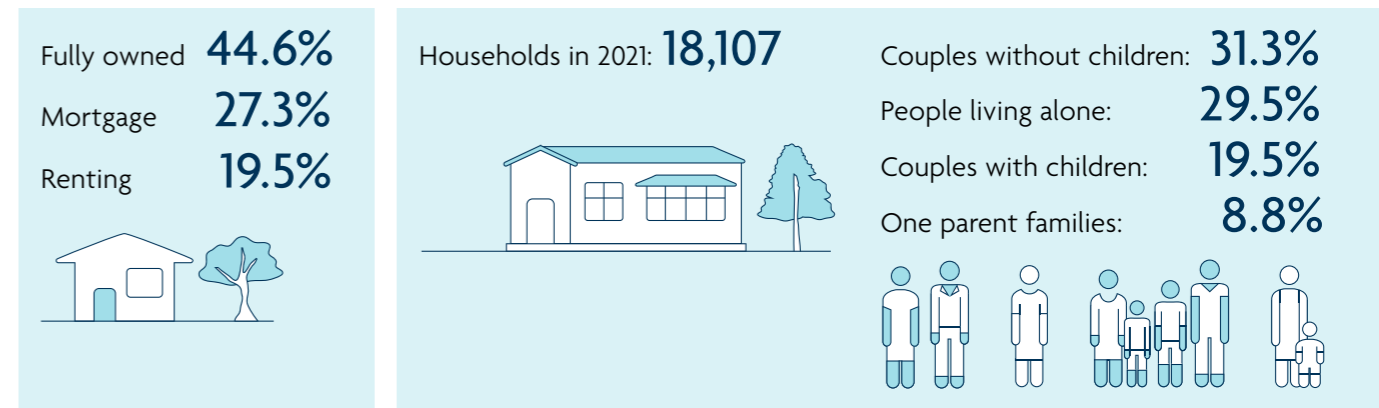 Fully owned 44.6%
Mortgage 27.3%
Renting 19.5%
Households in 2021: 18,107
Couples without children: 31.3%
People living alone: 29.5%
Couples with children: 19.5%
One parent families: 8.8%